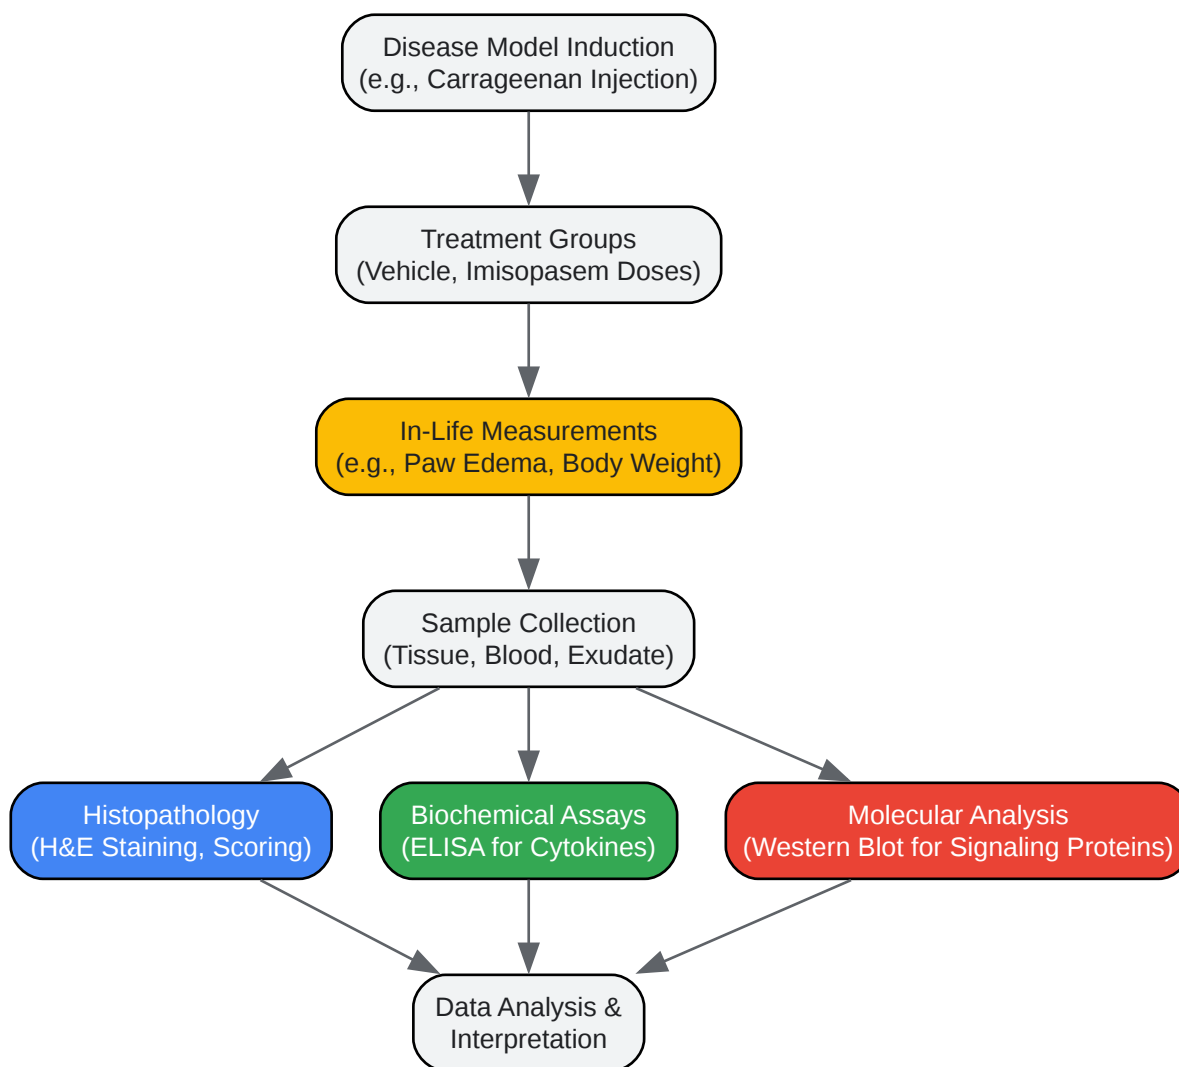 Disease Model Induction
(e.g., Carrageenan Injection)
Treatment Groups
(Vehicle, Imisopasem Doses)
In-Life Measurements
(e.g., Paw Edema, Body Weight)
Sample Collection
(Tissue, Blood, Exudate)
Histopathology
(H&E Staining, Scoring)
Biochemical Assays
(ELISA for Cytokines)
Molecular Analysis
(Western Blot for Signaling Proteins)
Data Analysis &
Interpretation